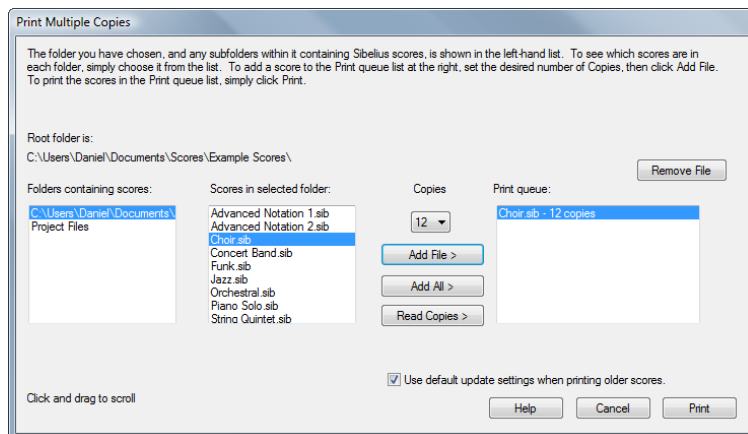 Print Multiple Copies
The folder you have chosen, and any subfolders within it containing Sibelius scores, is shown in the left-hand list. To see which scores are in
each folder, simply choose it from the list. To add a score to the Print queue list at the right, set the desired number of Copies, then click Add File.
To print the scores in the Print queue list, simply click Print.
Root folder is:
C:\Users\Daniel\Documents\Scores\Example Scores\
Remove File
Folders containing scores:
Scores in selected folder:
Copies
Print queue:
C:\Users\Daniel\Documents\
Project Files
Advanced Notation 1.sib
Advanced Notation 2.sib
Choir.sib
Concert Band.sib
Funk.sib
Jazz.sib
Orchestral.sib
Piano Solo.sib
String Quintet.sib
12
Add File >
Add All >
Read Copies >
Choir.sib - 12 copies
Use default update settings when printing older scores.
Click and drag to scroll
Help
Cancel
Print